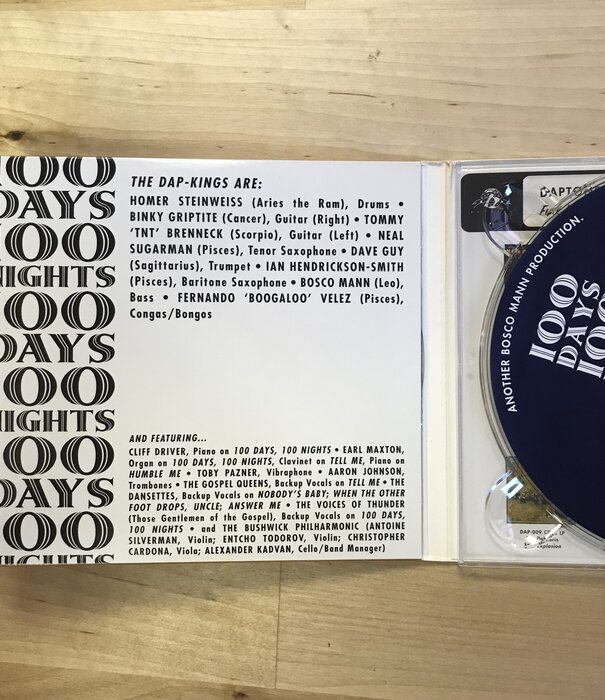 100
DAYS
100
NIGHTS
100
DAYS
100
NIGHTS
100
DAYS
100
NIGHTS
THE DAP-KINGS ARE:
HOMER STEINWEISS (Aries the Ram), Drums •
BINKY GRIPTITE (Cancer), Guitar (Right) • TOMMY
'TNT' BRENNECK (Scorpio), Guitar (Left) • NEAL
SUGARMAN (Pisces), Tenor Saxophone • DAVE GUY
(Sagittarius), Trumpet • IAN HENDRICKSON-SMITH
(Pisces), Baritone Saxophone • BOSCO MANN (Leo),
Bass • FERNANDO 'BOOGALOO' VELEZ (Pisces),
Congas/Bongos
AND FEATURING...
CLIFF DRIVER, Piano on 100 DAYS, 100 NIGHTS • EARL MAXTON,
Organ on 100 DAYS, 100 NIGHTS, Clavinet on TELL ME, Piano on
HUMBLE ME • TOBY PAZNER, Vibraphone • AARON JOHNSON,
Trombones • THE GOSPEL QUEENS, Backup Vocals on TELL ME • THE
DANSETTES, Backup Vocals on NOBODY'S BABY; WHEN THE OTHER
FOOT DROPS, UNCLE; ANSWER ME • THE VOICES OF THUNDER
(Those Gentlemen of the Gospel), Backup Vocals on 100 DAYS,
100 NIGHTS • and THE BUSHWICK PHILHARMONIC (ANTOINE
SILVERMAN, Violin; ENTCHO TODOROV, Violin; CHRISTOPHER
CARDONA, Viola; ALEXANDER KADVAN, Cello/Band Manager)
DAPTO
ANOTHER BOSCO MANN PRODUCTION.
100
DAYS
100
DAP-009
LP